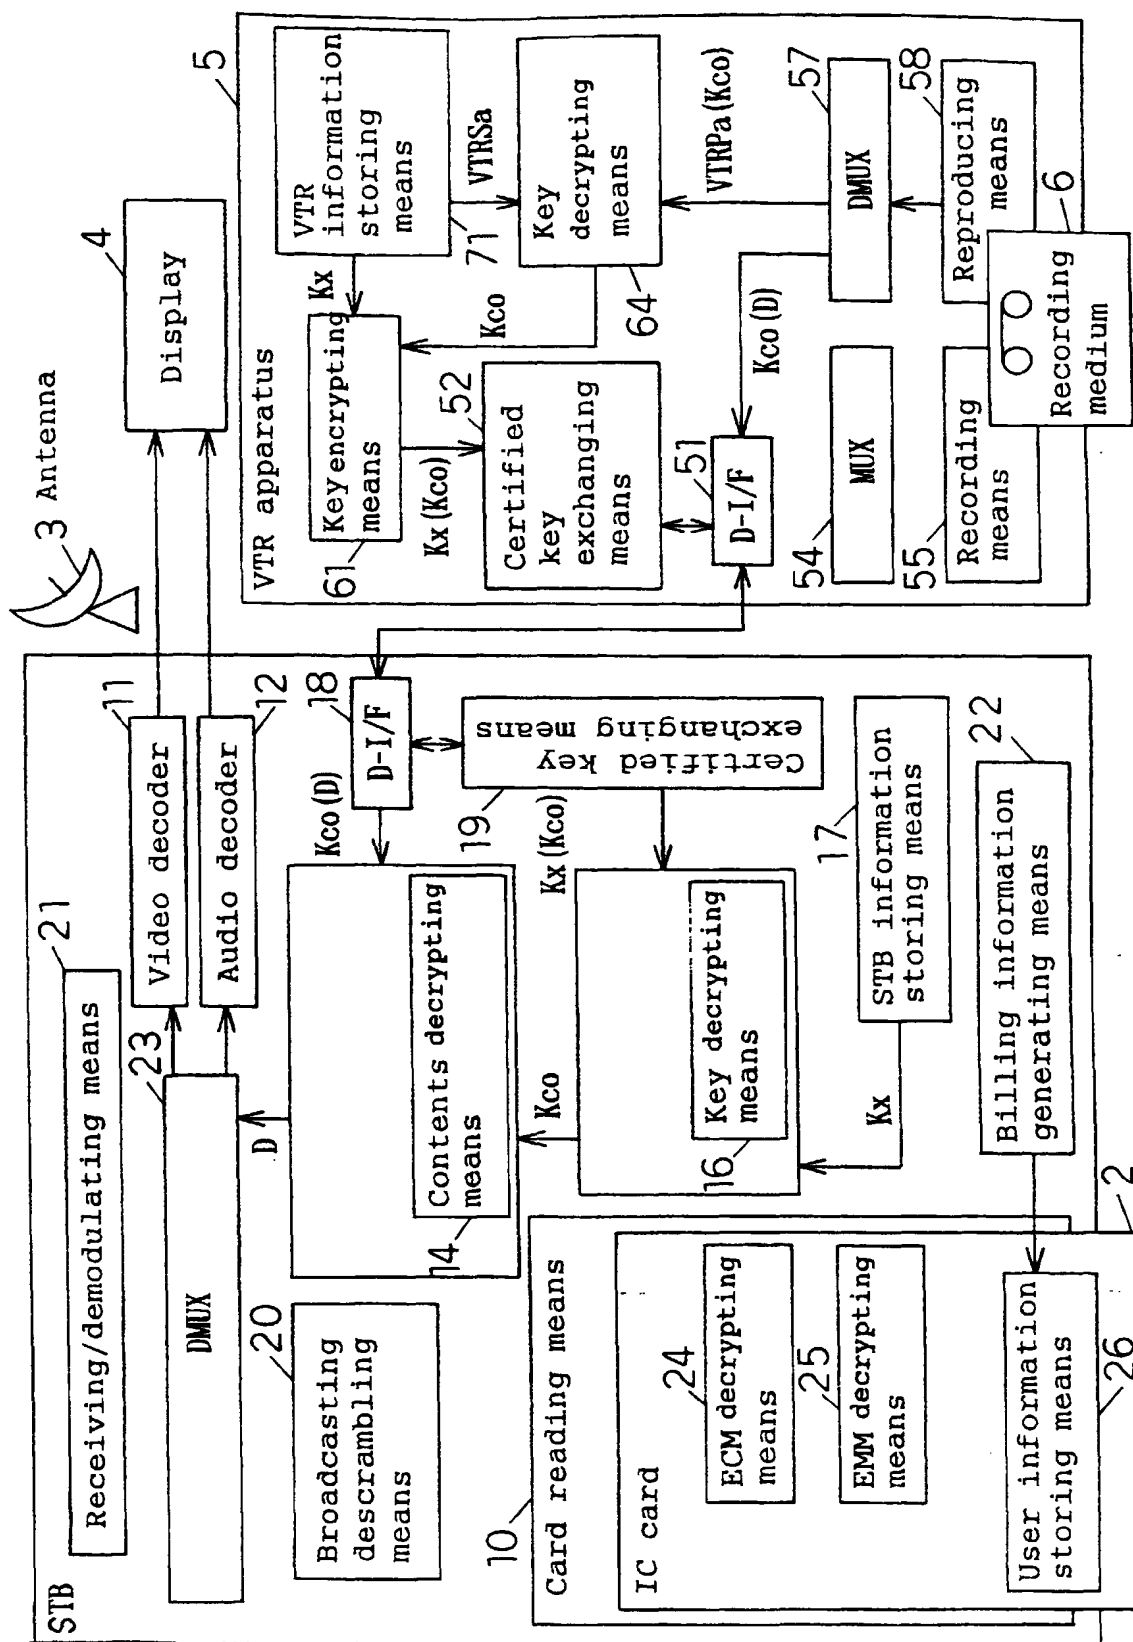 STB
Receiving/demodulating means
21
DMUX
23
Video decoder
11
Audio decoder
12
3 Antenna
Display
4
Broadcasting
descrambling
means
20
D
Contents decrypting
means
14
Kco(D)
D-I/F
18
Kco
Key decrypting
means
16
Kx(Kco)
Certified key
exchanging means
19
Kx
STB information
storing means
17
Billing information
generating means
22
Card reading means
10
IC card
2
ECM decrypting
means
24
EMM decrypting
means
25
User information
storing means
26
VTR apparatus
5
VTR
information
storing
means
71
Kx
VTRSa
Key encrypting
means
61
Kco
Key
decrypting
means
64
Kx(Kco)
Certified
key
exchanging
means
52
D-I/F
51
Kco(D)
VTRPa(Kco)
MUX
54
DMUX
57
Recording
means
55
Reproducing
means
58
Recording
medium
6